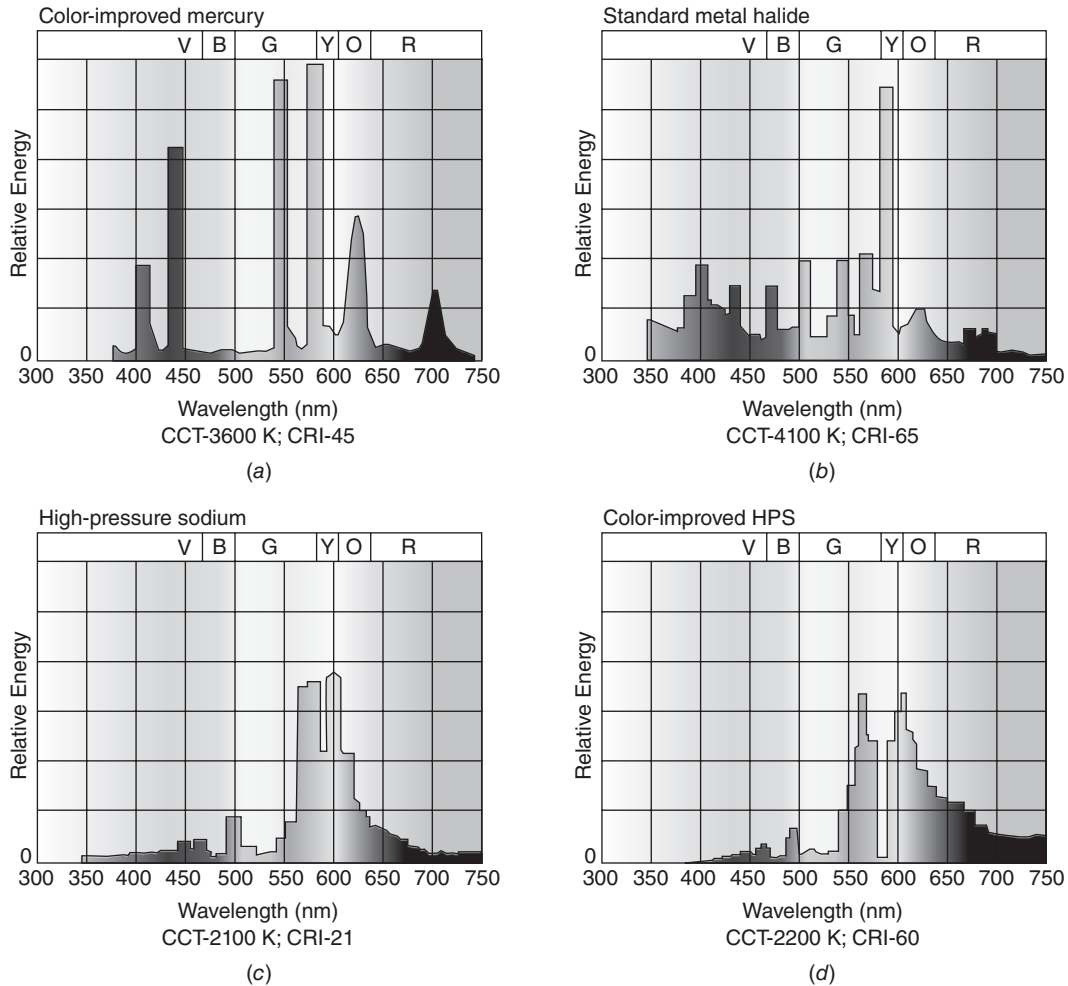 Color-improved mercury
V B G Y O R
Relative Energy
0
300 350 400 450 500 550 600 650 700 750
Wavelength (nm)
CCT-3600 K; CRI-45
(a)
Standard metal halide
V B G Y O R
Relative Energy
0
300 350 400 450 500 550 600 650 700 750
Wavelength (nm)
CCT-4100 K; CRI-65
(b)
High-pressure sodium
V B G Y O R
Relative Energy
0
300 350 400 450 500 550 600 650 700 750
Wavelength (nm)
CCT-2100 K; CRI-21
(c)
Color-improved HPS
V B G Y O R
Relative Energy
0
300 350 400 450 500 550 600 650 700 750
Wavelength (nm)
CCT-2200 K; CRI-60
(d)